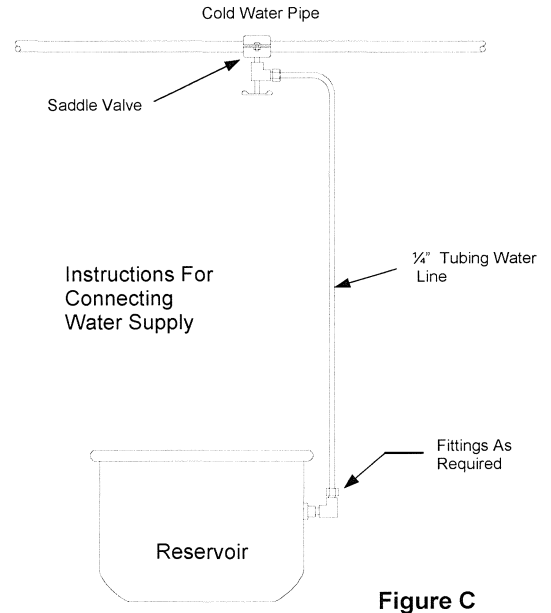 Cold Water Pipe
Saddle Valve
¼" Tubing Water
Line
Instructions For
Connecting
Water Supply
Fittings As
Required
Reservoir
Figure C